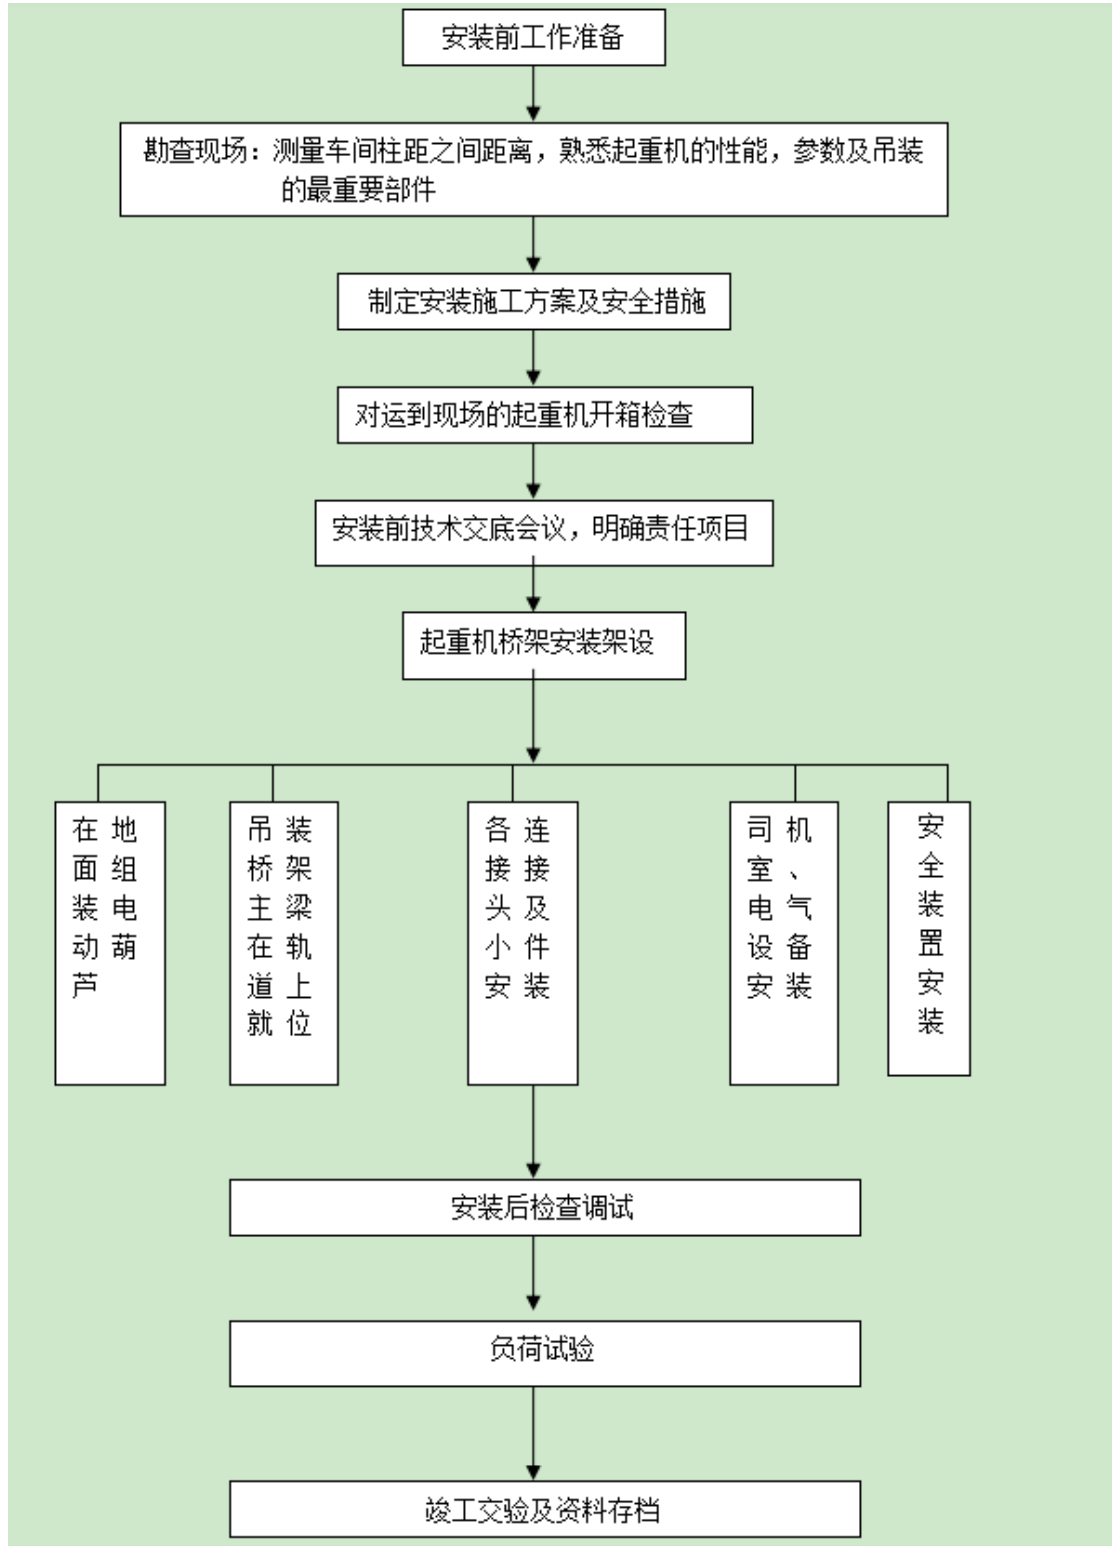 安装前工作准备
勘查现场：测量车间柱距之间距离，熟悉起重机的性能，参数及吊装
的最重要部件
制定安装施工方案及安全措施
对运到现场的起重机开箱检查
安装前技术交底会议，明确责任项目
起重机桥架安装架设
在地
面组
装电
动葫
芦
吊装
桥架
主梁
在轨
道上
就位
各连
接接
头及
小件
安装
司机
室、
电气
设备
安装
安
全
装
置
安
装
安装后检查调试
负荷试验
竣工交验及资料存档